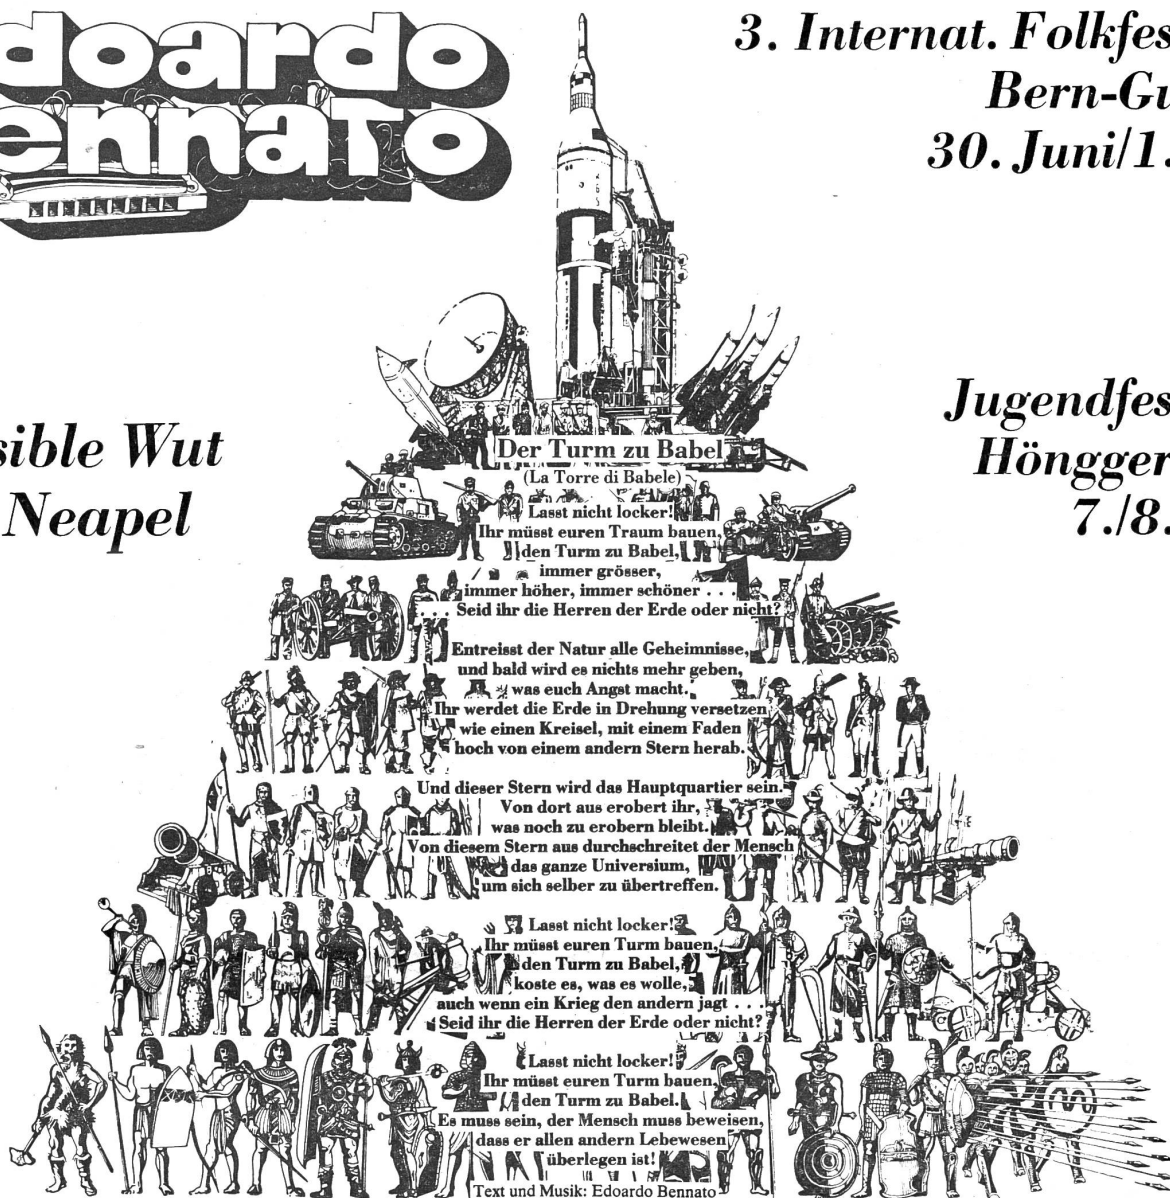 doardo
ennato
3. Internat. Folkfes
Bern-Gu
30. Juni/1.
sible Wut
Neapel
Jugendfes
Höngger
7./8.
Der Turm zu Babel
(La Torre di Babele)
Lasst nicht locker!
Ihr müsst euren Traum bauen,
den Turm zu Babel,
immer grösser,
immer höher, immer schöner . . .
. . . Seid ihr die Herren der Erde oder nicht?
Entreisst der Natur alle Geheimnisse,
und bald wird es nichts mehr geben,
was euch Angst macht.
Ihr werdet die Erde in Drehung versetzen
wie einen Kreisel, mit einem Faden
hoch von einem andern Stern herab.
Und dieser Stern wird das Hauptquartier sein.
Von dort aus erobert ihr,
was noch zu erobern bleibt.
Von diesem Stern aus durchschreitet der Mensch
das ganze Universium,
um sich selber zu übertreffen.
Lasst nicht locker!
Ihr müsst euren Turm bauen,
den Turm zu Babel,
koste es, was es wolle,
auch wenn ein Krieg den andern jagt . . .
Seid ihr die Herren der Erde oder nicht?
Lasst nicht locker!
Ihr müsst euren Turm bauen,
den Turm zu Babel.
Es muss sein, der Mensch muss beweisen,
dass er allen andern Lebewesen
überlegen ist!
Text und Musik: Edoardo Bennato